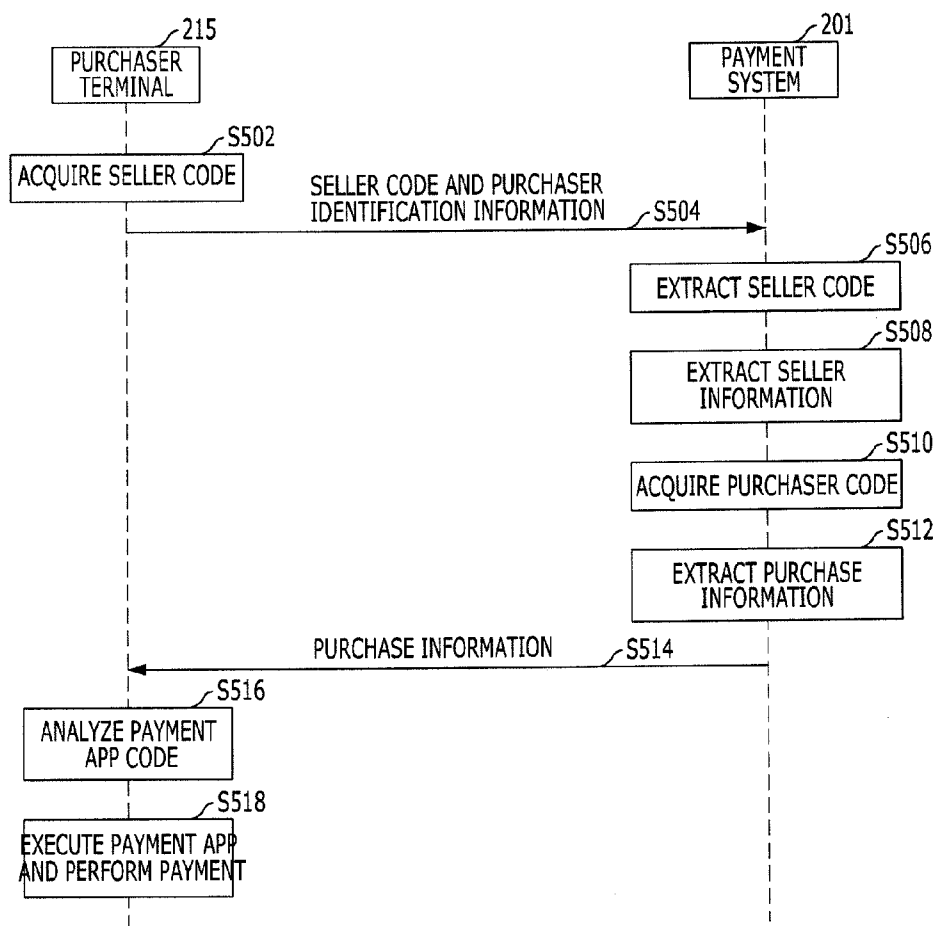 215
PURCHASER
TERMINAL
201
PAYMENT
SYSTEM
S502
ACQUIRE SELLER CODE
SELLER CODE AND PURCHASER
IDENTIFICATION INFORMATION
S504
S506
EXTRACT SELLER CODE
S508
EXTRACT SELLER
INFORMATION
S510
ACQUIRE PURCHASER CODE
S512
EXTRACT PURCHASE
INFORMATION
PURCHASE INFORMATION
S514
S516
ANALYZE PAYMENT
APP CODE
S518
EXECUTE PAYMENT APP
AND PERFORM PAYMENT